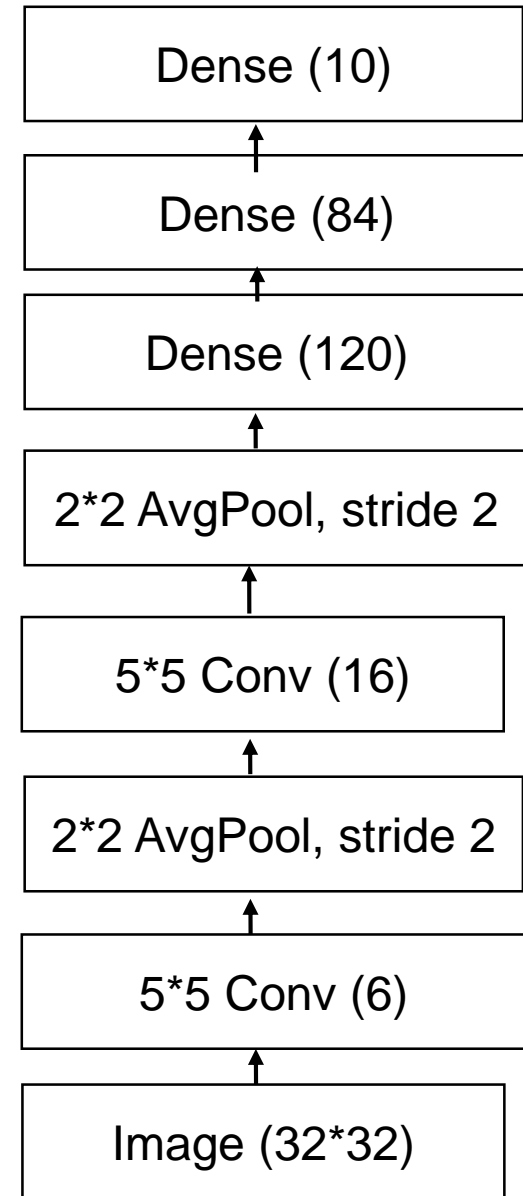 Dense (10)
Dense (84)
Dense (120)
2*2 AvgPool, stride 2
5*5 Conv (16)
2*2 AvgPool, stride 2
5*5 Conv (6)
Image (32*32)